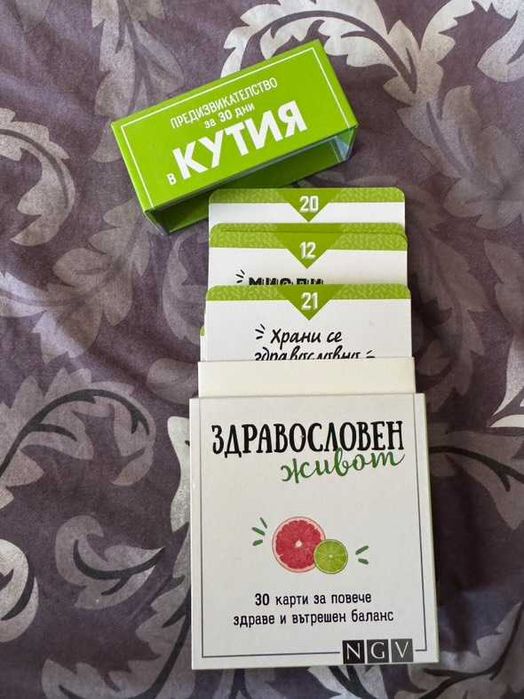 ПРЕДИЗВИКАТЕЛСТВО
за 30 дни
в КУТИЯ
20
12
21
Храни се
здравословно
ЗДРАВОСЛОВЕН
живот
30 карти за повече
здраве и вътрешен баланс
NGV